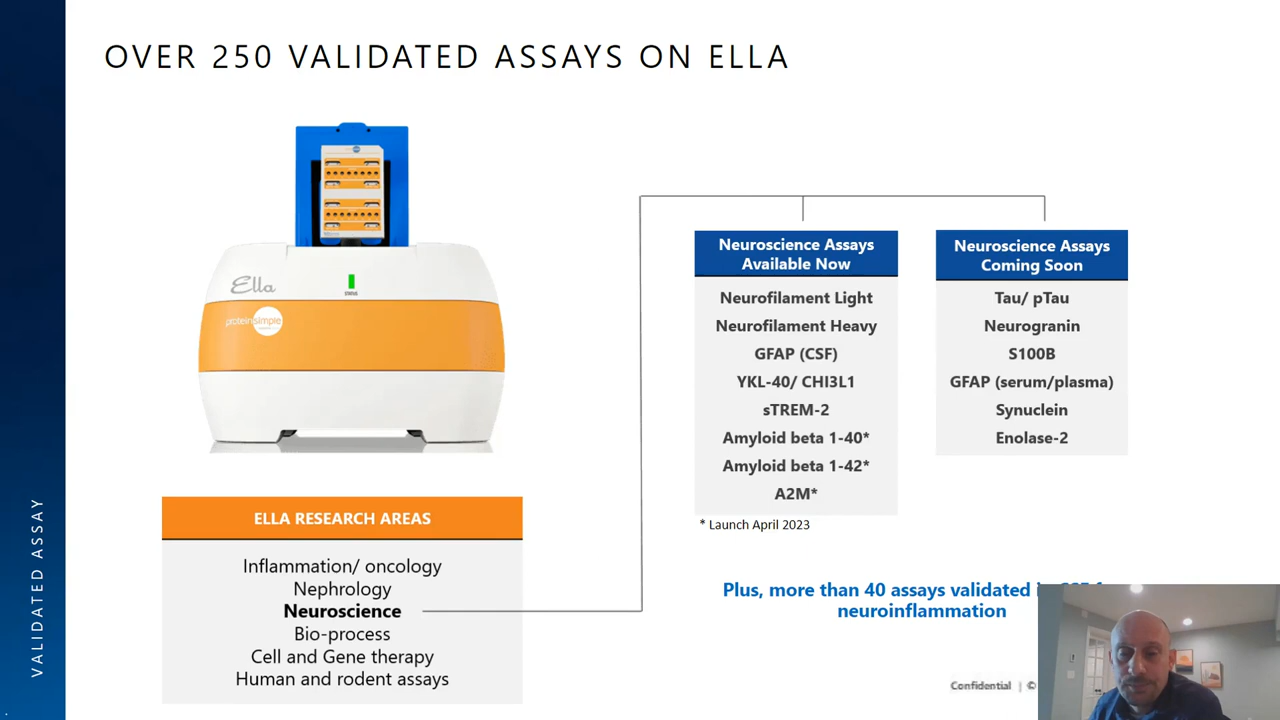 OVER 250 VALIDATED ASSAYS ON ELLA
Ella
STATUS
proteinsimple
ELLA RESEARCH AREAS
Inflammation/ oncology
Nephrology
Neuroscience
Bio-process
Cell and Gene therapy
Human and rodent assays
Neuroscience Assays
Available Now
Neurofilament Light
Neurofilament Heavy
GFAP (CSF)
YKL-40/ CHI3L1
sTREM-2
Amyloid beta 1-40*
Amyloid beta 1-42*
A2M*
* Launch April 2023
Neuroscience Assays
Coming Soon
Tau/ pTau
Neurogranin
S100B
GFAP (serum/plasma)
Synuclein
Enolase-2
Plus, more than 40 assays validated
neuroinflammation
Confidential | ©
VALIDATED ASSAY